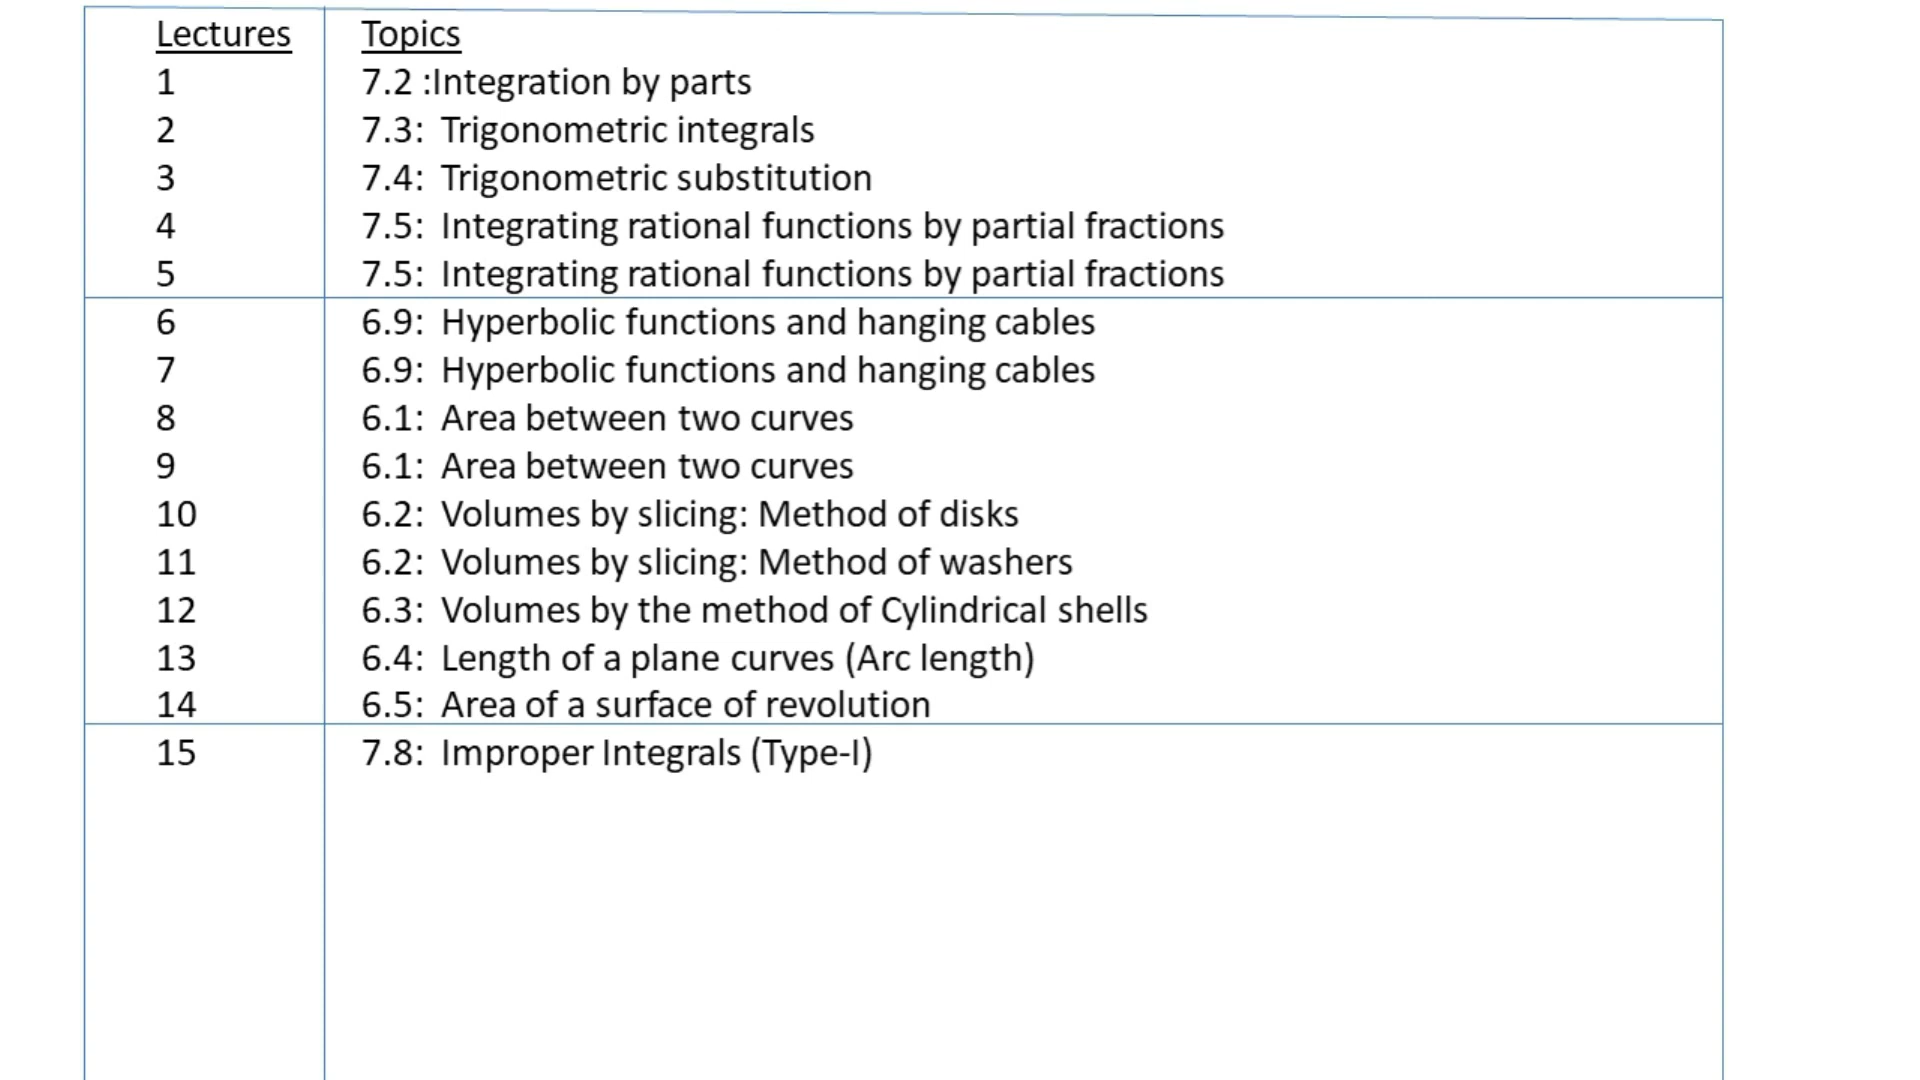 Lectures Topics
1 7.2 :Integration by parts
2 7.3: Trigonometric integrals
3 7.4: Trigonometric substitution
4 7.5: Integrating rational functions by partial fractions
5 7.5: Integrating rational functions by partial fractions
6 6.9: Hyperbolic functions and hanging cables
7 6.9: Hyperbolic functions and hanging cables
8 6.1: Area between two curves
9 6.1: Area between two curves
10 6.2: Volumes by slicing: Method of disks
11 6.2: Volumes by slicing: Method of washers
12 6.3: Volumes by the method of Cylindrical shells
13 6.4: Length of a plane curves (Arc length)
14 6.5: Area of a surface of revolution
15 7.8: Improper Integrals (Type-I)